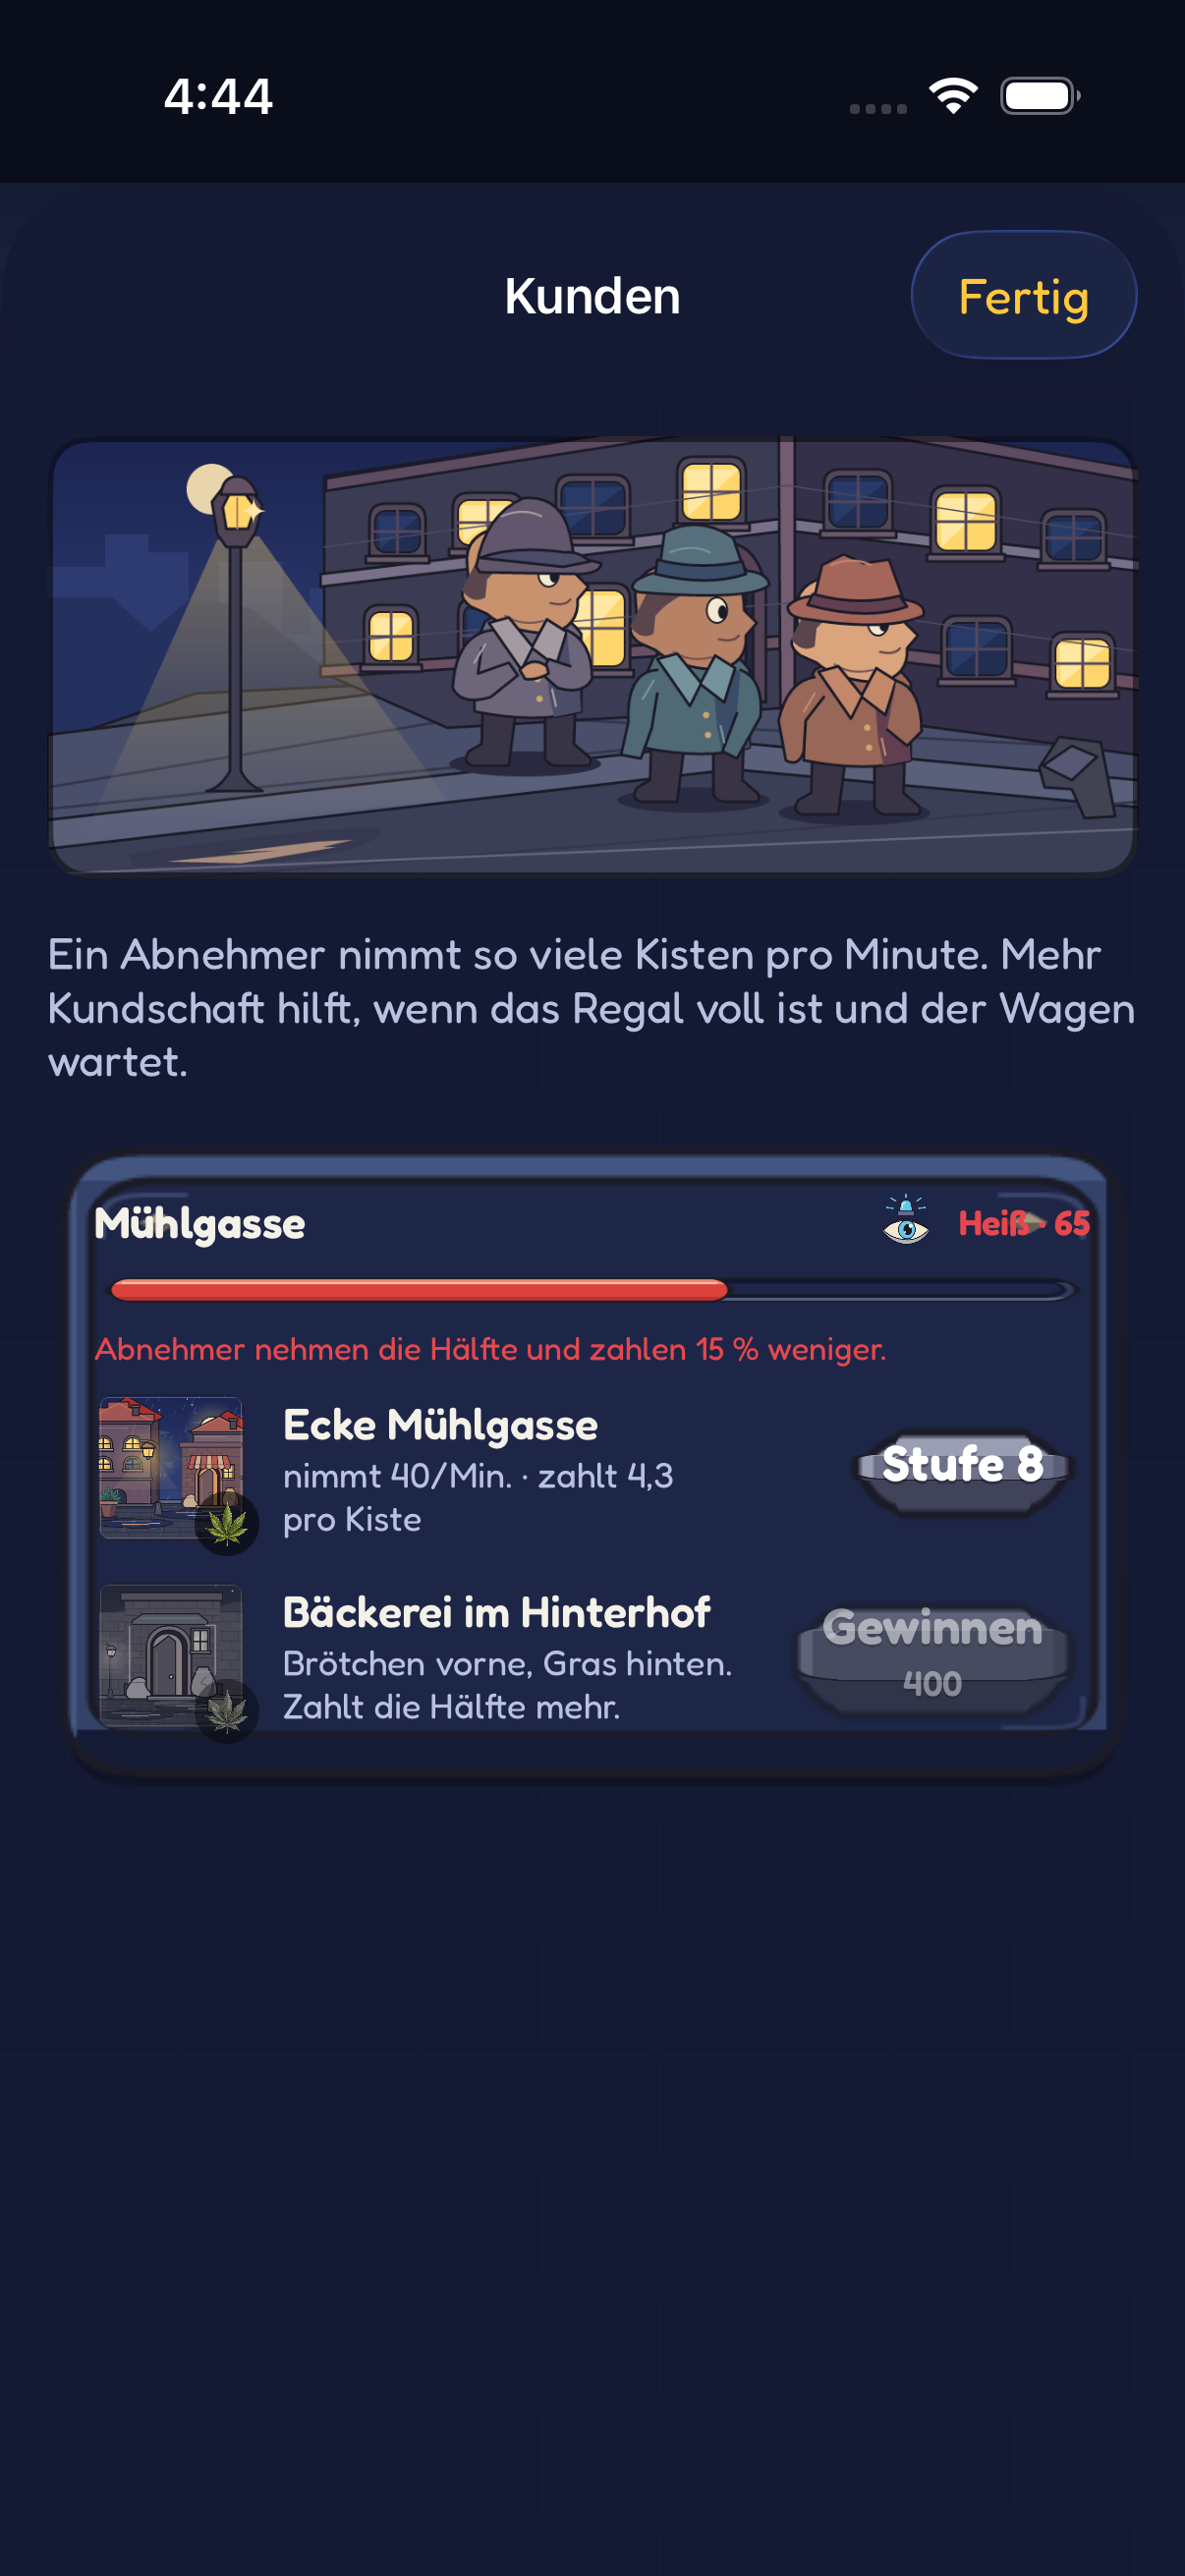 4:44
Kunden
Fertig
Ein Abnehmer nimmt so viele Kisten pro Minute. Mehr
Kundschaft hilft, wenn das Regal voll ist und der Wagen
wartet.
Mühlgasse
Heiß · 65
Abnehmer nehmen die Hälfte und zahlen 15 % weniger.
Ecke Mühlgasse
nimmt 40/Min. · zahlt 4,3
pro Kiste
Stufe 8
Bäckerei im Hinterhof
Brötchen vorne, Gras hinten.
Zahlt die Hälfte mehr.
Gewinnen
400